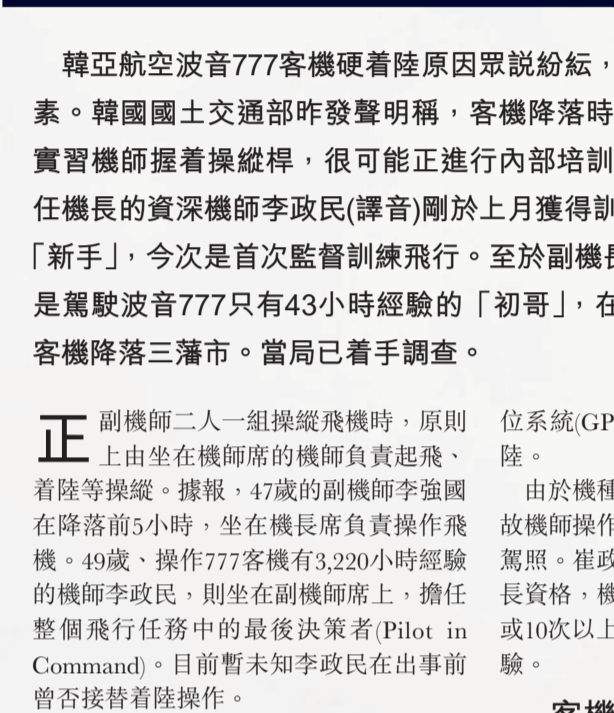 韓亞航空波音777客機硬着陸原因眾説紛紜，
素。韓國國土交通部昨發聲明稱，客機降落時
實習機師握着操縱桿，很可能正進行內部培訓
任機長的資深機師李政民(譯音)剛於上月獲得訓
「新手」，今次是首次監督訓練飛行。至於副機長
是駕駛波音777只有43小時經驗的「初哥」，在
客機降落三藩市。當局已着手調查。
正副機師二人一組操縱飛機時，原則
上由坐在機師席的機師負責起飛、
着陸等操縱。據報，47歲的副機師李強國
在降落前5小時，坐在機長席負責操作飛
機。49歲、操作777客機有3,220小時經驗
的機師李政民，則坐在副機師席上，擔任
整個飛行任務中的最後決策者(Pilot in
Command)。目前暫未知李政民在出事前
曾否接替着陸操作。
位系統(GP
陸。
由於機種
故機師操作
駕照。崔政
長資格，機
或10次以上
驗。
客機